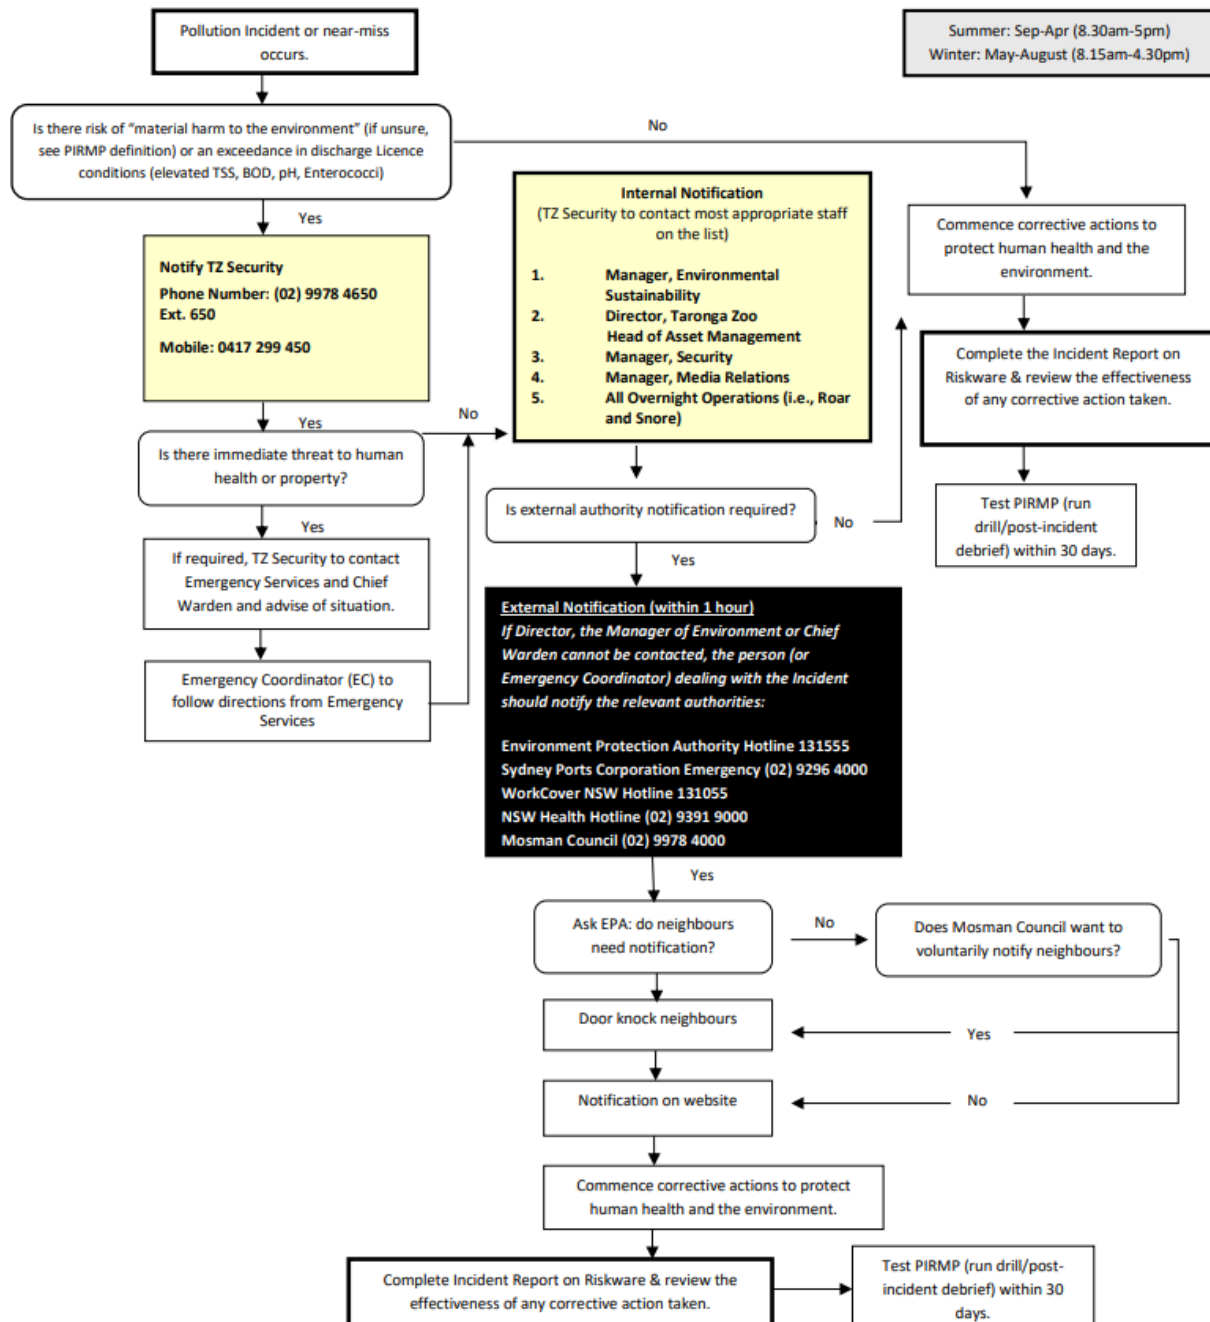 Pollution Incident or near-miss
occurs.
Summer: Sep-Apr (8.30am-5pm)
Winter: May-August (8.15am-4.30pm)
Is there risk of “material harm to the environment” (if unsure,
see PIRMP definition) or an exceedance in discharge Licence
conditions (elevated TSS, BOD, pH, Enterococci)
No
Yes
Notify TZ Security
Phone Number: (02) 9978 4650
Ext. 650
Mobile: 0417 299 450
Internal Notification
(TZ Security to contact most appropriate staff
on the list)
1. Manager, Environmental
Sustainability
2. Director, Taronga Zoo
Head of Asset Management
3. Manager, Security
4. Manager, Media Relations
5. All Overnight Operations (i.e., Roar
and Snore)
Commence corrective actions to
protect human health and the
environment.
Complete the Incident Report on
Riskware & review the effectiveness
of any corrective action taken.
Test PIRMP (run
drill/post-incident
debrief) within 30 days.
Yes
No
Is there immediate threat to human
health or property?
Yes
If required, TZ Security to contact
Emergency Services and Chief
Warden and advise of situation.
Emergency Coordinator (EC) to
follow directions from Emergency
Services
Is external authority notification required?
No
Yes
External Notification (within 1 hour)
If Director, the Manager of Environment or Chief
Warden cannot be contacted, the person (or
Emergency Coordinator) dealing with the Incident
should notify the relevant authorities:
Environment Protection Authority Hotline 131555
Sydney Ports Corporation Emergency (02) 9296 4000
WorkCover NSW Hotline 131055
NSW Health Hotline (02) 9391 9000
Mosman Council (02) 9978 4000
Yes
Ask EPA: do neighbours
need notification?
No
Does Mosman Council want to
voluntarily notify neighbours?
Door knock neighbours
Yes
Notification on website
No
Commence corrective actions to protect
human health and the environment.
Complete Incident Report on Riskware & review the
effectiveness of any corrective action taken.
Test PIRMP (run drill/post-
incident debrief) within 30
days.